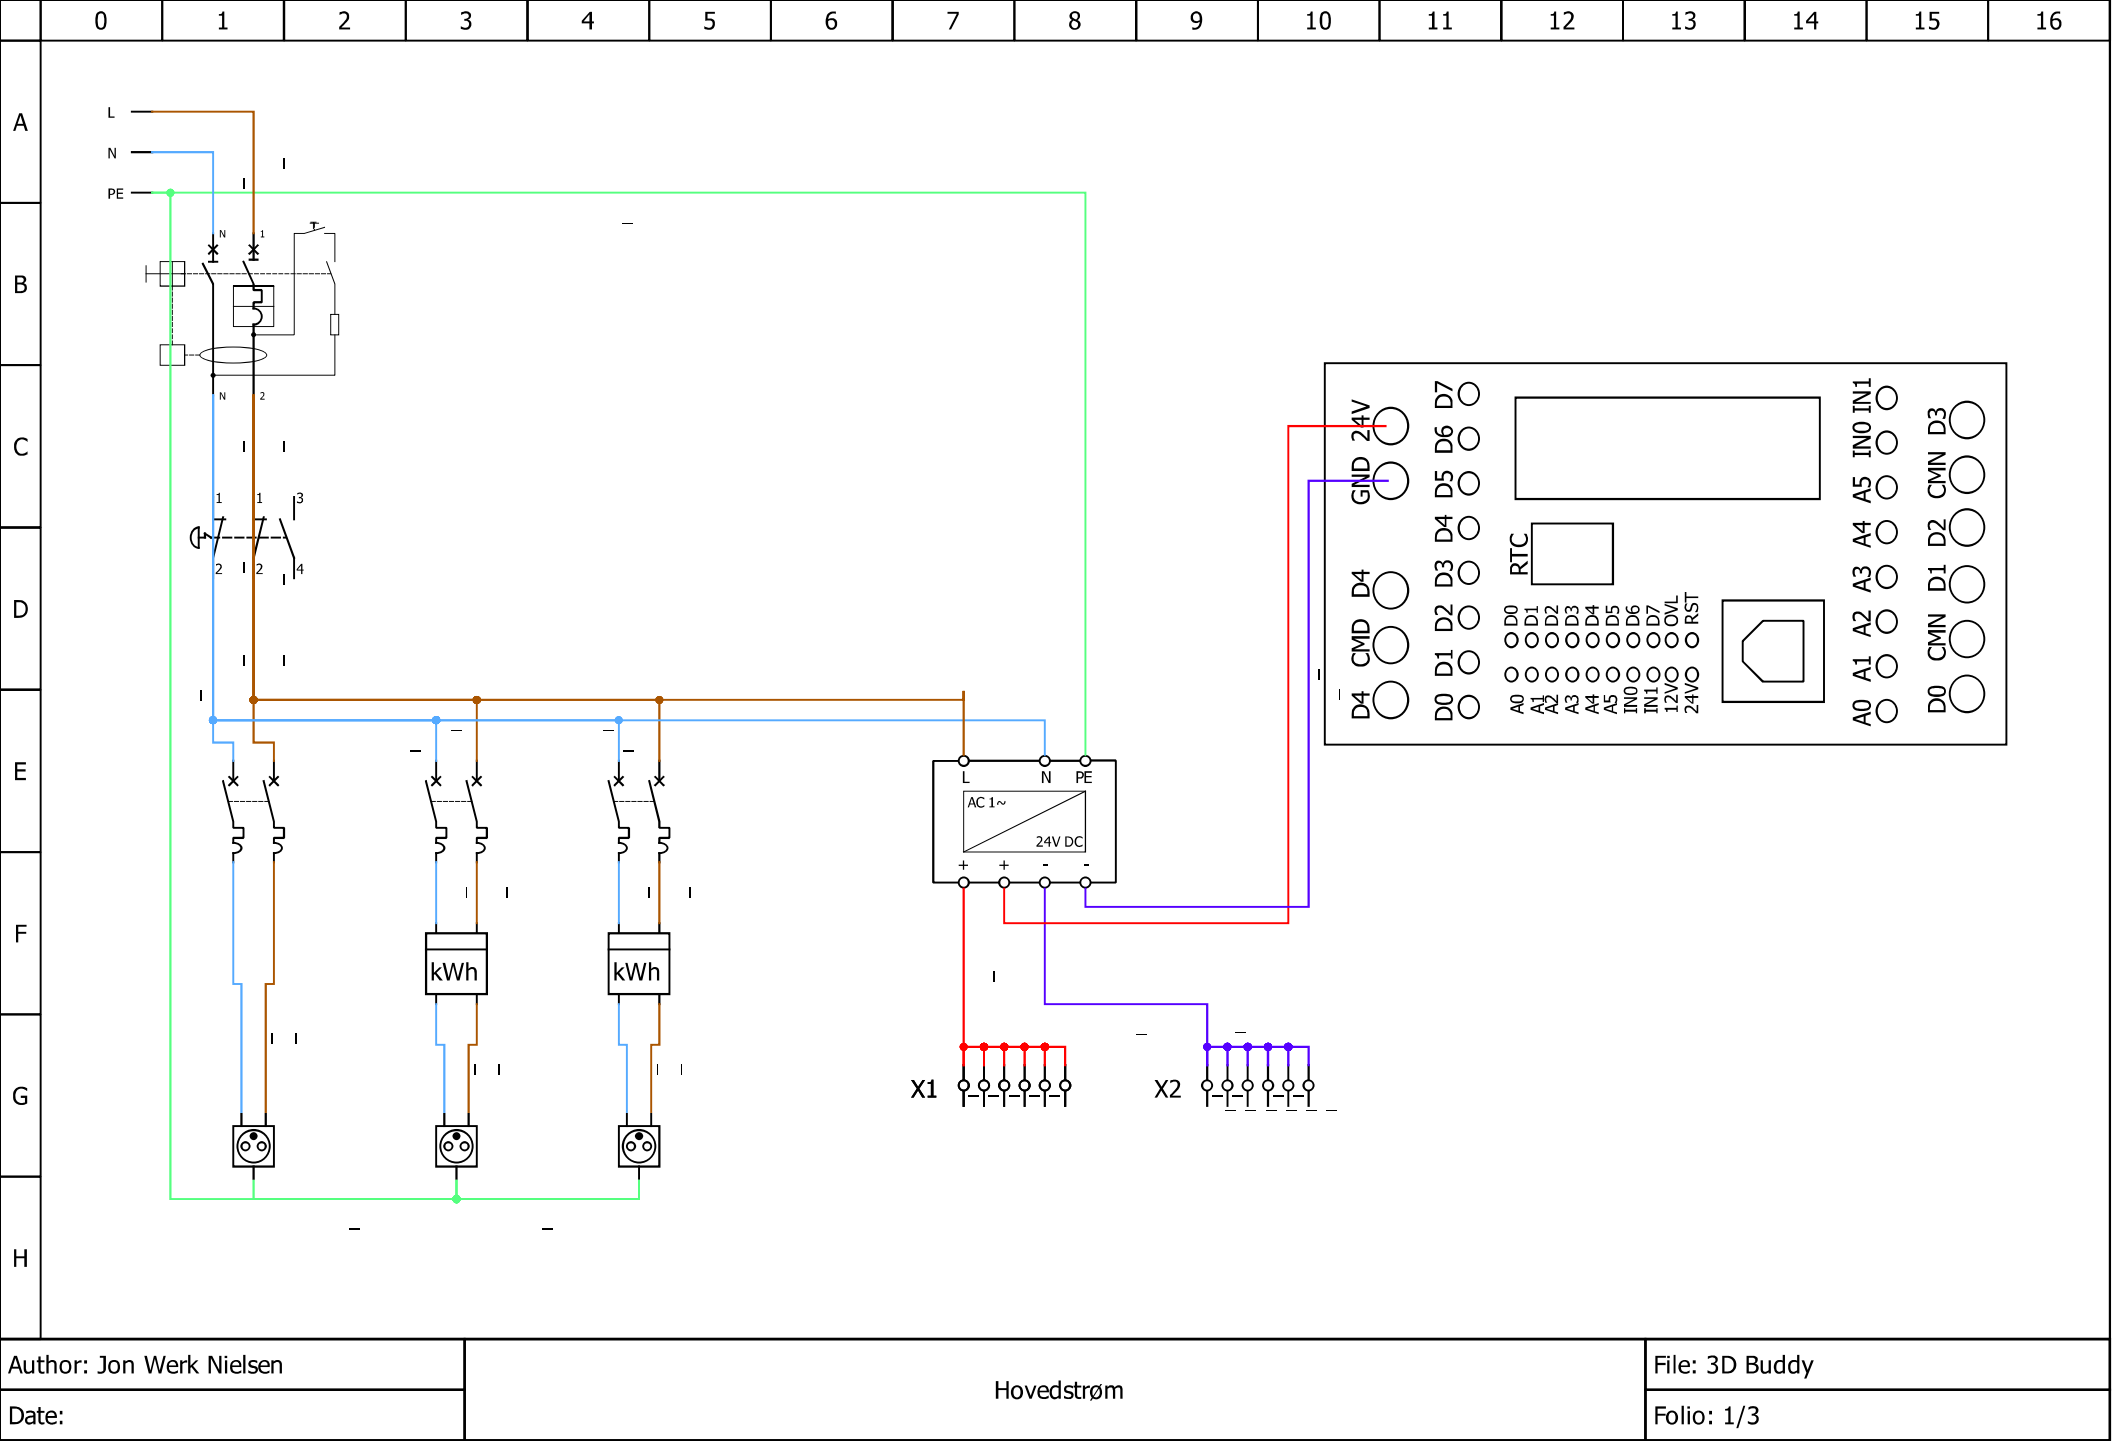 0 1 2 3 4 5 6 7 8 9 10 11 12 13 14 15 16
A
B
C
D
E
F
G
H
L
N
PE
N 1
N 2
1 1 3
2 2 4
kWh kWh
L N PE
AC 1~
24V DC
+ + - -
X1
X2
24V
GND
D4
CMD
D4
D7
D6
D5
D4
D3
D2
D1
D0
RTC
D0 D1 D2 D3 D4 D5 D6 D7 OVL RST
A0 A1 A2 A3 A4 A5 IN0 IN1 12V 24V
IN1
IN0
A5
A4
A3
A2
A1
A0
D3
CMN
D2
D1
CMN
D0
Author: Jon Werk Nielsen
Date:
Hovedstrøm
File: 3D Buddy
Folio: 1/3